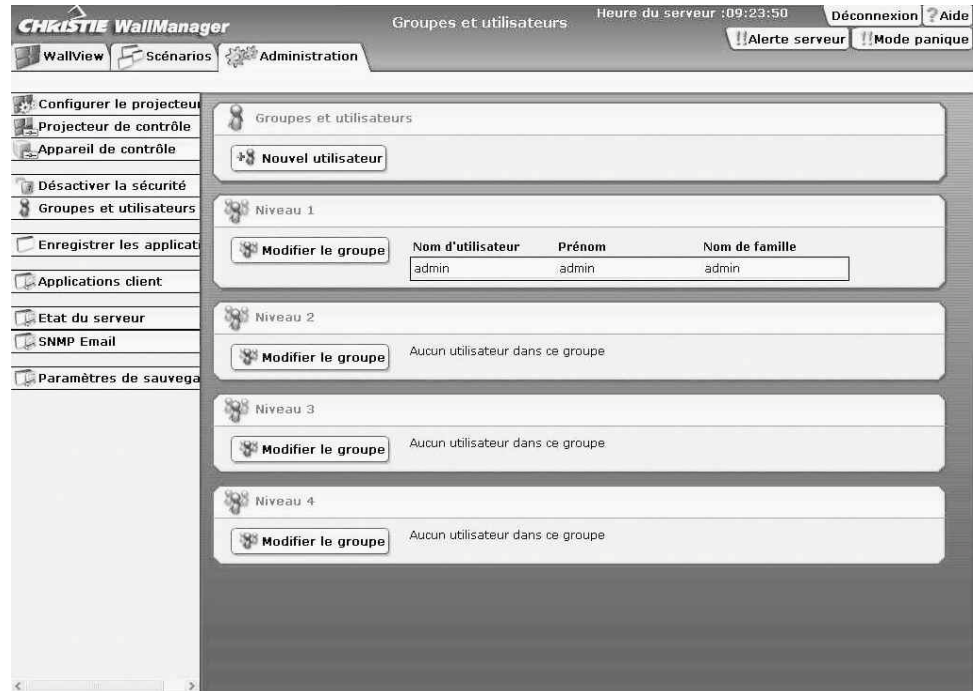 CHRISTIE WallManager
Groupes et utilisateurs
Heure du serveur :09:23:50
Déconnexion
?Aide
!!Alerte serveur
!!Mode panique
WallView
Scénarios
Administration
Configurer le projecteu
Projecteur de contrôle
Appareil de contrôle
Désactiver la sécurité
Groupes et utilisateurs
Enregistrer les applicati
Applications client
Etat du serveur
SNMP Email
Paramètres de sauvega
Groupes et utilisateurs
Nouvel utilisateur
Niveau 1
Modifier le groupe
Nom d'utilisateur Prénom Nom de famille
admin admin admin
Niveau 2
Modifier le groupe
Aucun utilisateur dans ce groupe
Niveau 3
Modifier le groupe
Aucun utilisateur dans ce groupe
Niveau 4
Modifier le groupe
Aucun utilisateur dans ce groupe